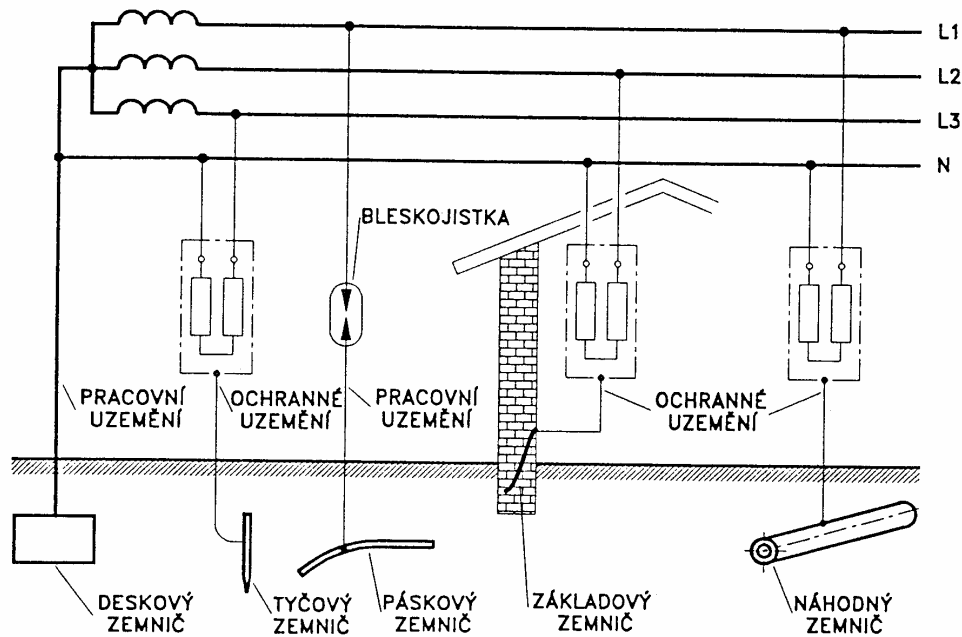 L1
L2
L3
N
BLESKOJISTKA
PRACOVNÍ
UZEMĚNÍ
OCHRANNÉ
UZEMĚNÍ
PRACOVNÍ
UZEMĚNÍ
OCHRANNÉ
UZEMĚNÍ
DESKOVÝ
ZEMNIČ
TYČOVÝ
ZEMNIČ
PÁSKOVÝ
ZEMNIČ
ZÁKLADOVÝ
ZEMNIČ
NÁHODNÝ
ZEMNIČ